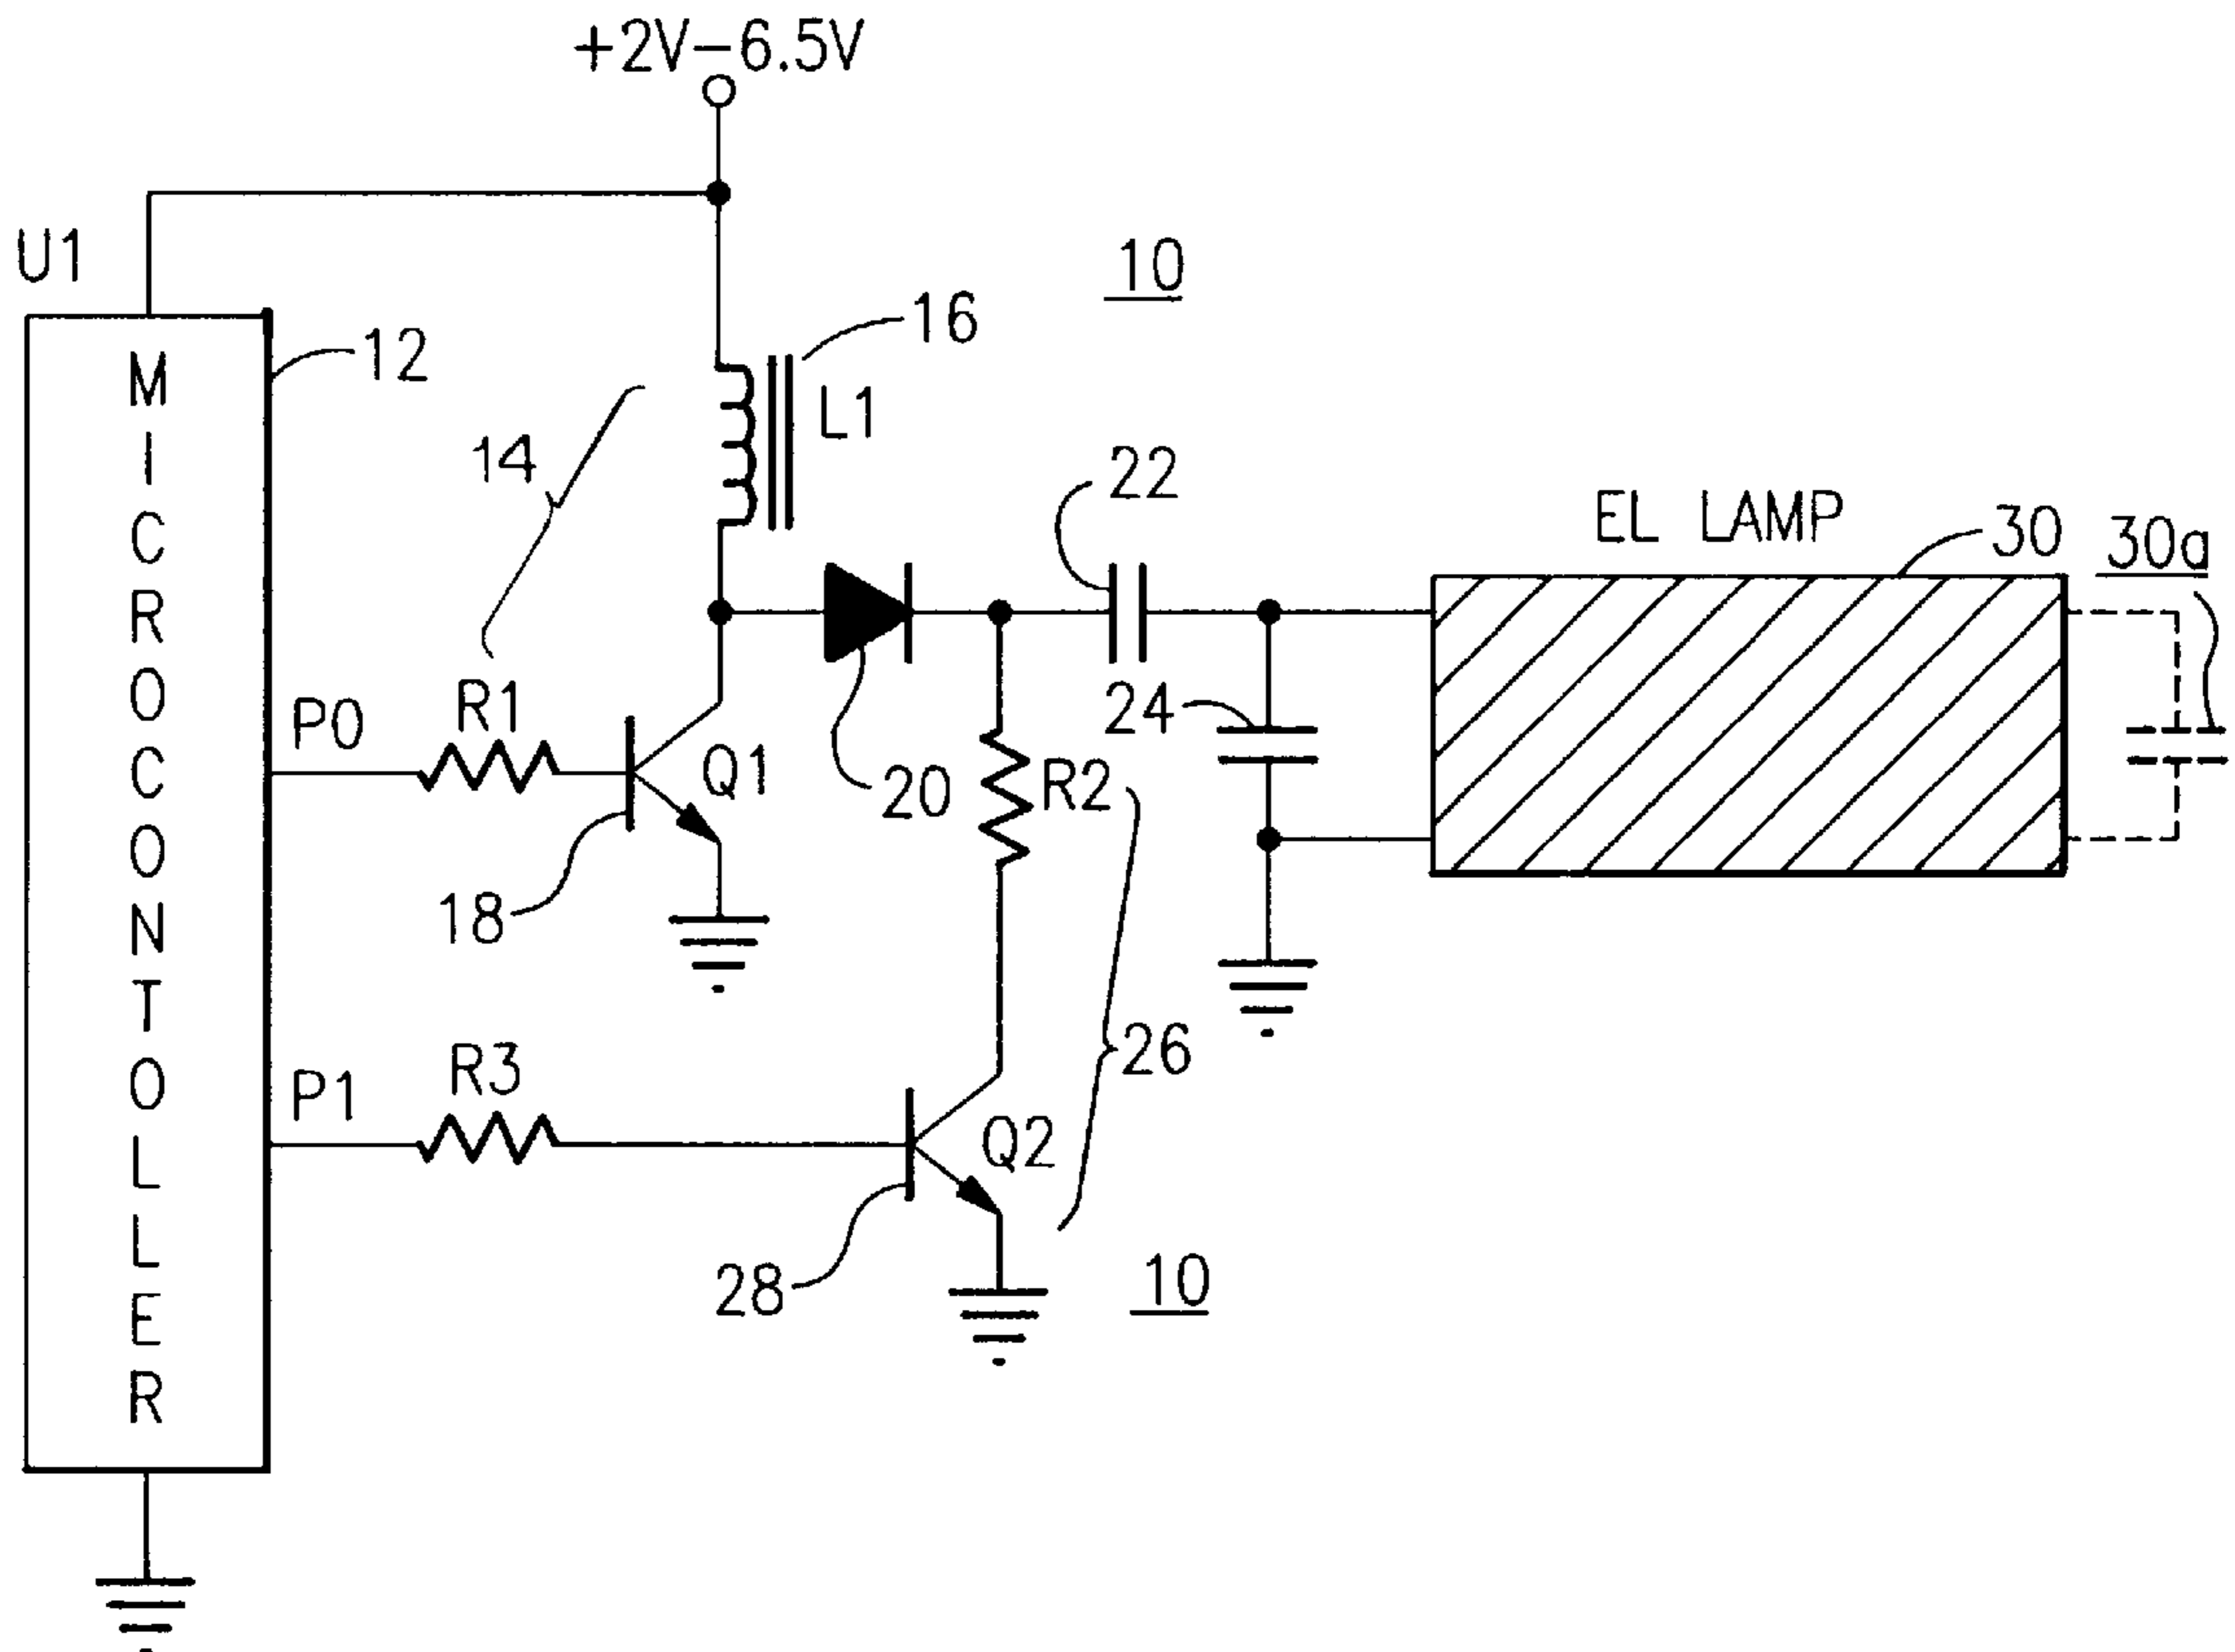 +2V-6.5V
U1
10
16
12
L1
14
22
EL LAMP
30
30a
MICROCONTOLLER
P0
R1
Q1
24
20
R2
18
26
P1
R3
Q2
28
10